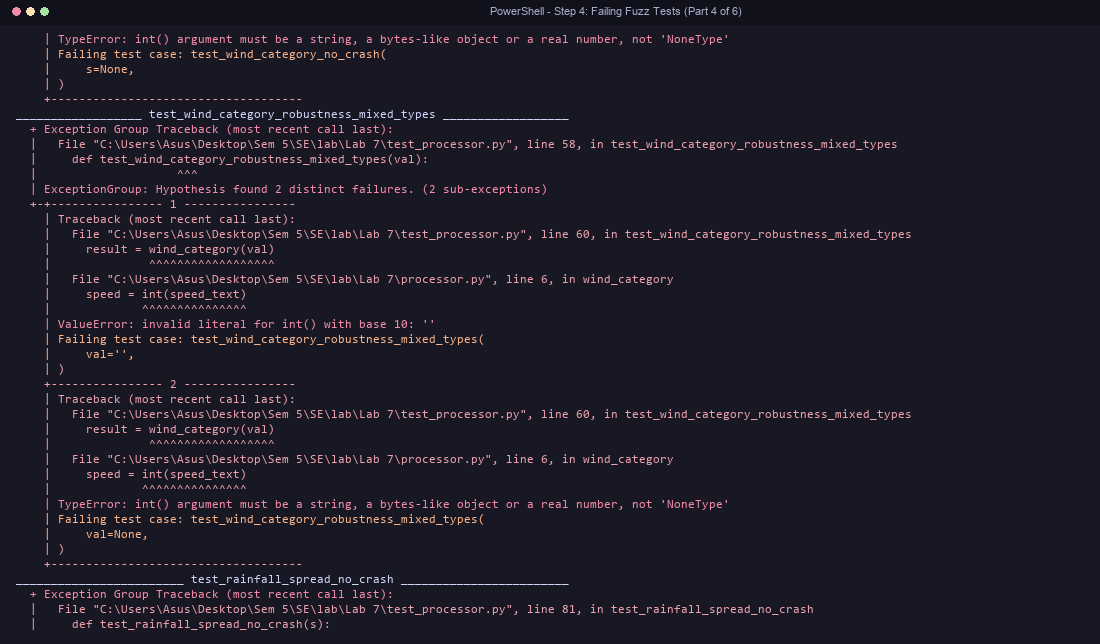 PowerShell - Step 4: Failing Fuzz Tests (Part 4 of 6)
    | TypeError: int() argument must be a string, a bytes-like object or a real number, not 'NoneType'
    | Failing test case: test_wind_category_no_crash(
    |     s=None,
    | )
    +------------------------------------
__________________ test_wind_category_robustness_mixed_types __________________
  + Exception Group Traceback (most recent call last):
  |   File "C:\Users\Asus\Desktop\Sem 5\SE\lab\Lab 7\test_processor.py", line 58, in test_wind_category_robustness_mixed_types
  |     def test_wind_category_robustness_mixed_types(val):
  |                    ^^^
  | ExceptionGroup: Hypothesis found 2 distinct failures. (2 sub-exceptions)
  +-+---------------- 1 ----------------
    | Traceback (most recent call last):
    |   File "C:\Users\Asus\Desktop\Sem 5\SE\lab\Lab 7\test_processor.py", line 60, in test_wind_category_robustness_mixed_types
    |     result = wind_category(val)
    |              ^^^^^^^^^^^^^^^^^^
    |   File "C:\Users\Asus\Desktop\Sem 5\SE\lab\Lab 7\processor.py", line 6, in wind_category
    |     speed = int(speed_text)
    |             ^^^^^^^^^^^^^^^
    | ValueError: invalid literal for int() with base 10: ''
    | Failing test case: test_wind_category_robustness_mixed_types(
    |     val='',
    | )
    +---------------- 2 ----------------
    | Traceback (most recent call last):
    |   File "C:\Users\Asus\Desktop\Sem 5\SE\lab\Lab 7\test_processor.py", line 60, in test_wind_category_robustness_mixed_types
    |     result = wind_category(val)
    |              ^^^^^^^^^^^^^^^^^^
    |   File "C:\Users\Asus\Desktop\Sem 5\SE\lab\Lab 7\processor.py", line 6, in wind_category
    |     speed = int(speed_text)
    |             ^^^^^^^^^^^^^^^
    | TypeError: int() argument must be a string, a bytes-like object or a real number, not 'NoneType'
    | Failing test case: test_wind_category_robustness_mixed_types(
    |     val=None,
    | )
    +------------------------------------
________________________ test_rainfall_spread_no_crash ________________________
  + Exception Group Traceback (most recent call last):
  |   File "C:\Users\Asus\Desktop\Sem 5\SE\lab\Lab 7\test_processor.py", line 81, in test_rainfall_spread_no_crash
  |     def test_rainfall_spread_no_crash(s):